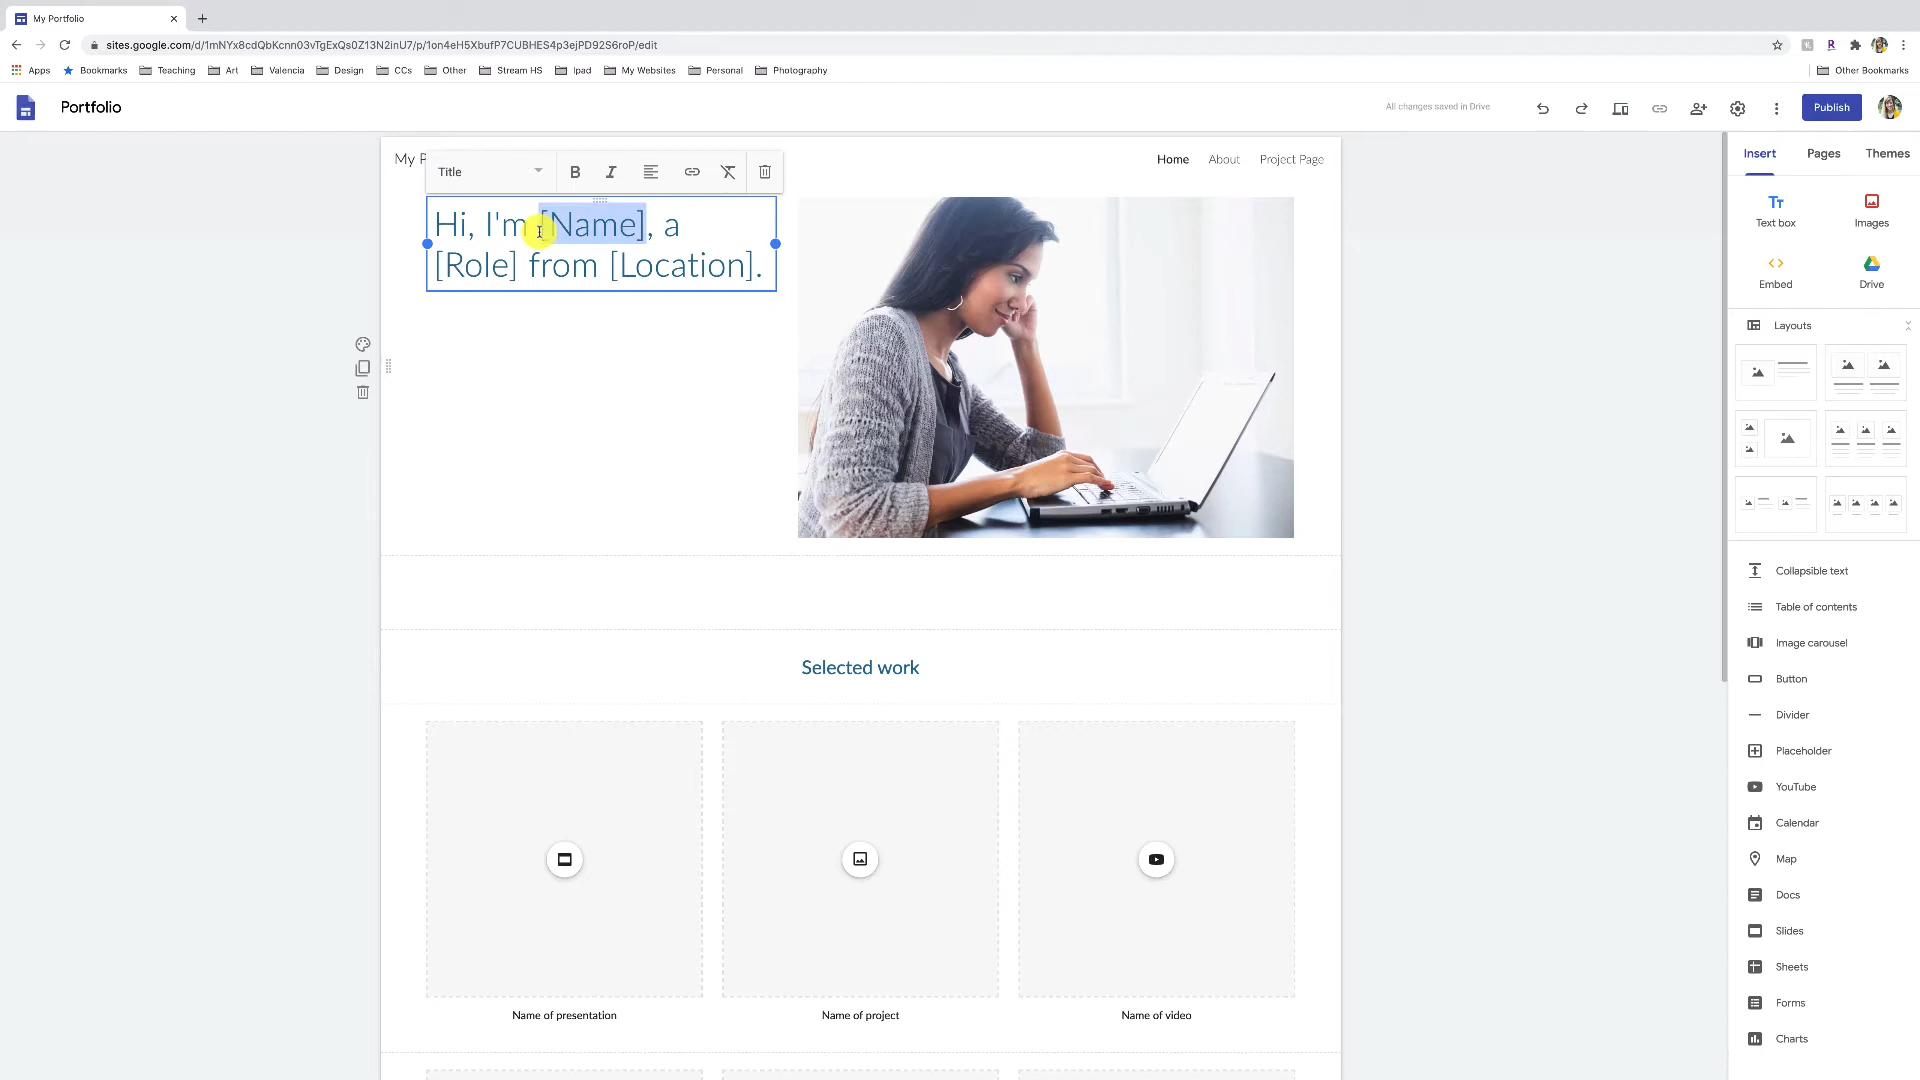 My Portfolio
sites.google.com/d/1mNYx8cdQbKcnn03vTgExQs0Z13N2inU7/p/1on4eH5XbufP7CUBHES4p3ejPD92S6roP/edit
Apps Bookmarks Teaching Art Valencia Design CCs Other Stream HS Ipad My Websites Personal Photography Other Bookmarks
Portfolio
All changes saved in Drive
Publish
My P
Title B I
Home About Project Page
Hi, I'm [Name], a
[Role] from [Location].
Selected work
Name of presentation
Name of project
Name of video
Insert Pages Themes
Text box Images
Embed Drive
Layouts
Collapsible text
Table of contents
Image carousel
Button
Divider
Placeholder
YouTube
Calendar
Map
Docs
Slides
Sheets
Forms
Charts